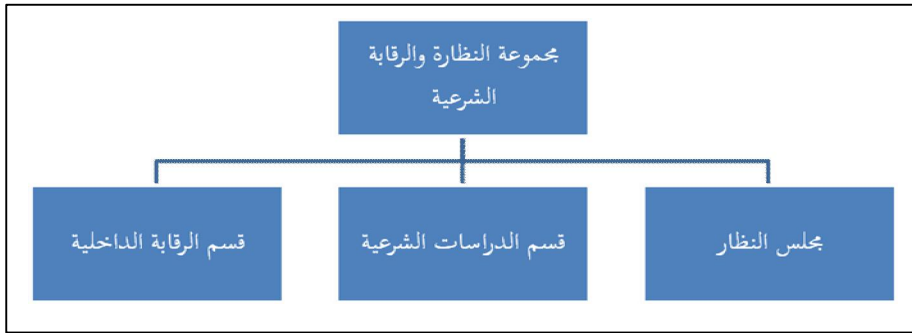 مجموعة النظارة والرقابة
الشرعية
مجلس النظار
قسم الدراسات الشرعية
قسم الرقابة الداخلية